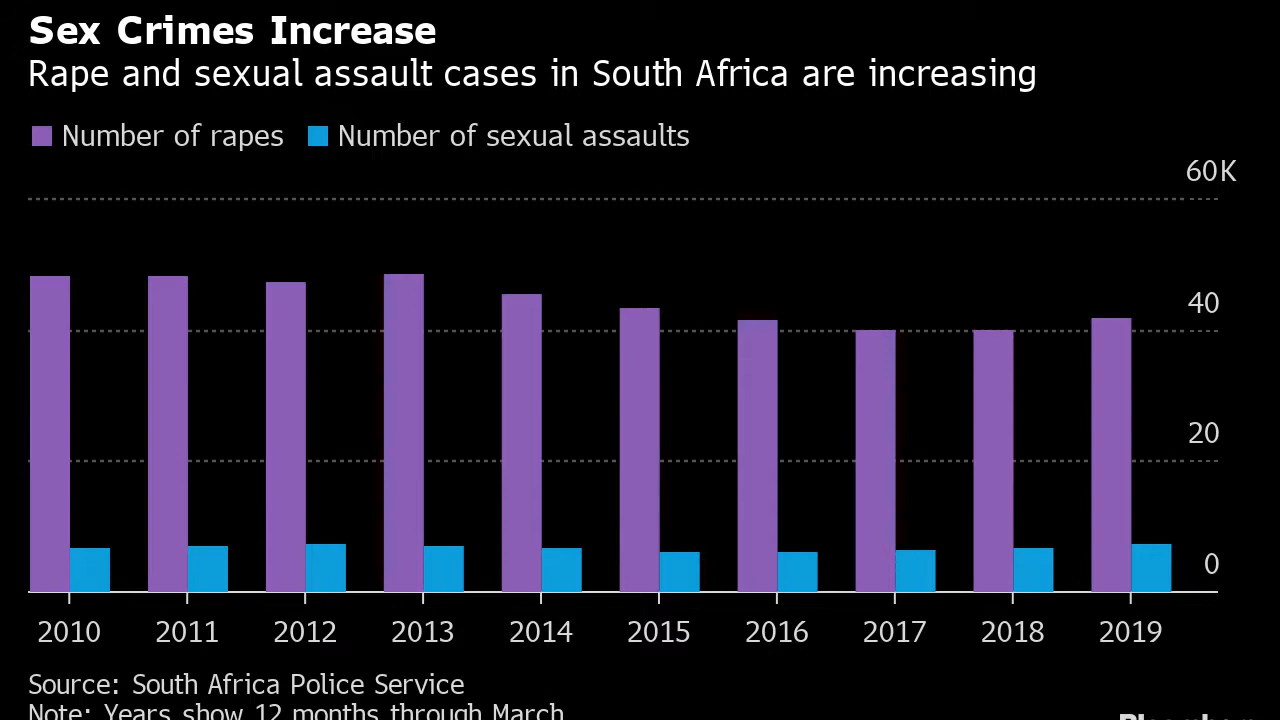 Sex Crimes Increase
Rape and sexual assault cases in South Africa are increasing
Number of rapes Number of sexual assaults
60K
40
20
0
2010 2011 2012 2013 2014 2015 2016 2017 2018 2019
Source: South Africa Police Service
Note: Years show 12 months through March